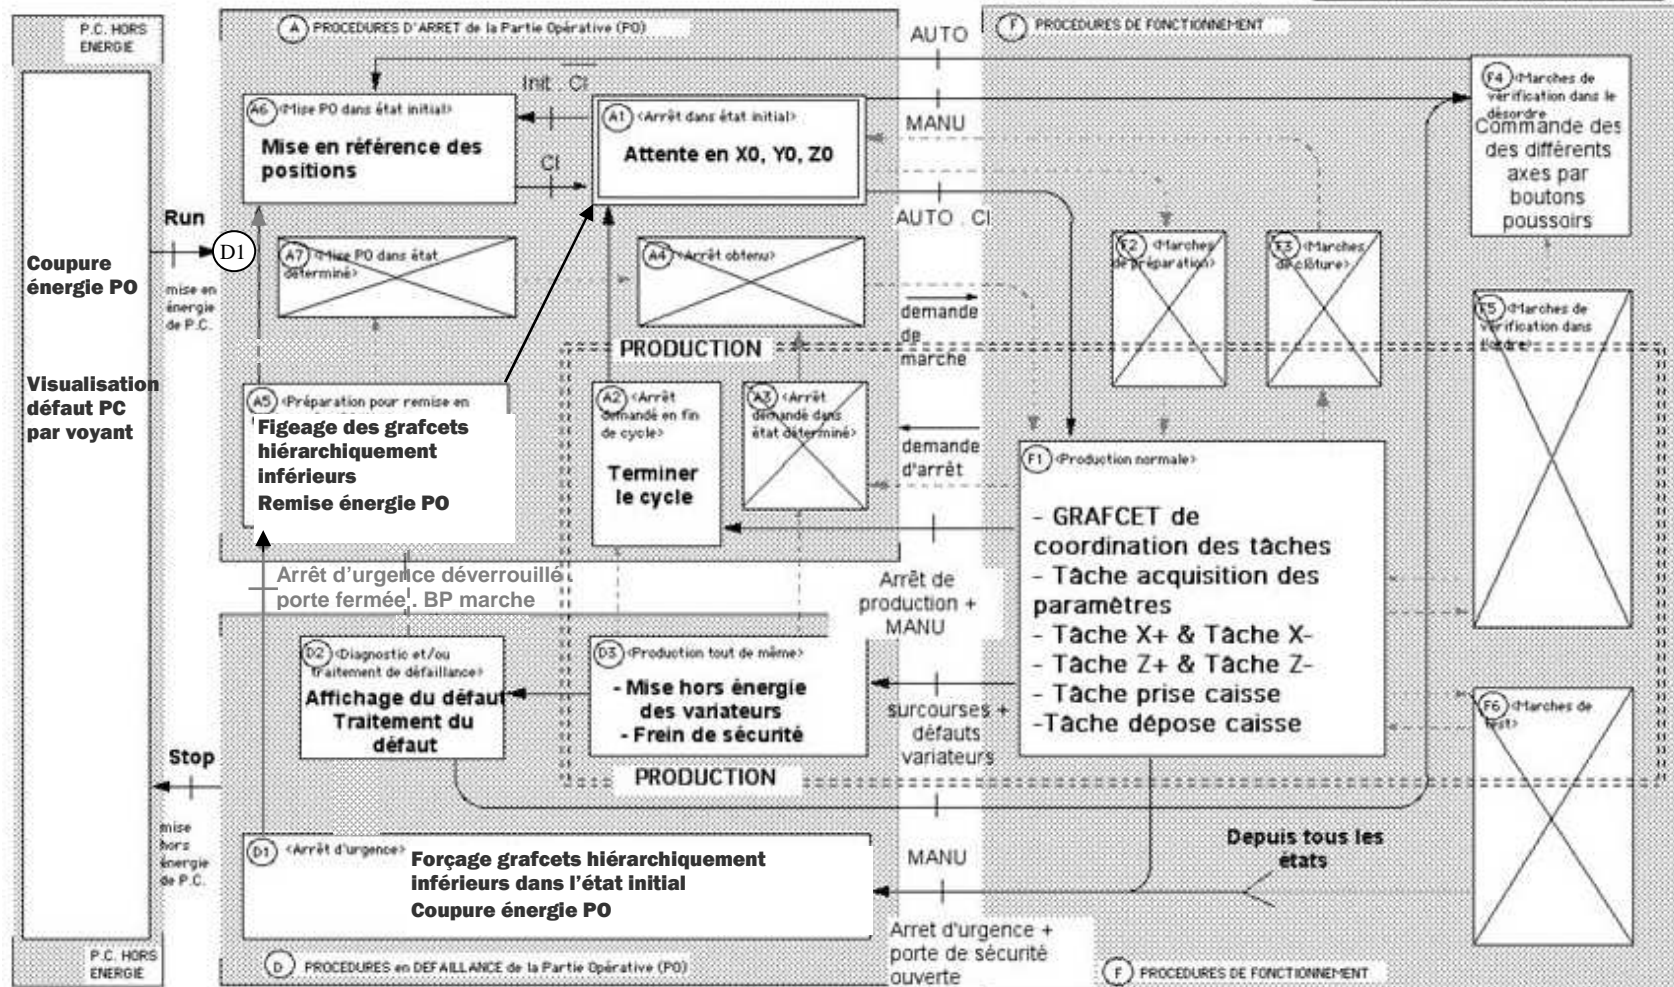 P.C. HORS
ENERGIE
Coupure
énergie PO
Visualisation
défaut PC
par voyant
P.C. HORS
ENERGIE
Run
mise en
énergie
de P.C.
D1
Stop
mise
hors
énergie
de P.C.
A PROCEDURES D'ARRET de la Partie Opérative (PO)
A6 <Mise PO dans état initial>
Mise en référence des
positions
Init . CI
CI
A1 <Arrêt dans état initial>
Attente en X0, Y0, Z0
A7 <Mise PO dans état
déterminé>
A4 <Arrêt obtenu>
PRODUCTION
A5 <Préparation pour remise en
Figeage des grafcets
hiérarchiquement
inférieurs
Remise énergie PO
A2 <Arrêt
demandé en fin
de cycle>
Terminer
le cycle
A3 <Arrêt
demandé dans
état déterminé>
Arrêt d'urgence déverrouillé .
porte fermée . BP marche
D2 <Diagnostic et/ou
traitement de défaillance>
Affichage du défaut
Traitement du
défaut
D3 <Production tout de même>
- Mise hors énergie
des variateurs
- Frein de sécurité
PRODUCTION
D1 <Arrêt d'urgence>
Forçage grafcets hiérarchiquement
inférieurs dans l'état initial
Coupure énergie PO
D PROCEDURES en DEFAILLANCE de la Partie Opérative (PO)
AUTO
MANU
AUTO . CI
demande
de
marche
demande
d'arrêt
Arrêt de
production +
MANU
surcourses +
défauts
variateurs
MANU
Arret d'urgence +
porte de sécurité
ouverte
F PROCEDURES DE FONCTIONNEMENT
F4 <Marches de
vérification dans le
désordre>
Commande des
des différents
axes par
boutons
poussoirs
F2 <Marches
de préparation>
F3 <Marches
de clôture>
F5 <Marches de
vérification dans
l'ordre>
F1 <Production normale>
- GRAFCET de
coordination des tâches
- Tâche acquisition des
paramètres
- Tâche X+ & Tâche X-
- Tâche Z+ & Tâche Z-
- Tâche prise caisse
-Tâche dépose caisse
F6 <Marches de
test>
Depuis tous les
états
F PROCEDURES DE FONCTIONNEMENT